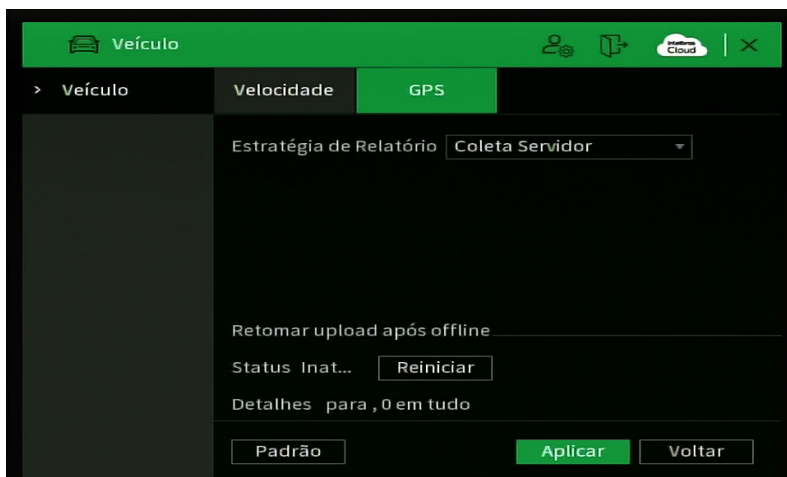 Veículo
intelbras Cloud
> Veículo
Velocidade
GPS
Estratégia de Relatório Coleta Servidor
Retomar upload após offline
Status Inat... Reiniciar
Detalhes para , 0 em tudo
Padrão
Aplicar
Voltar